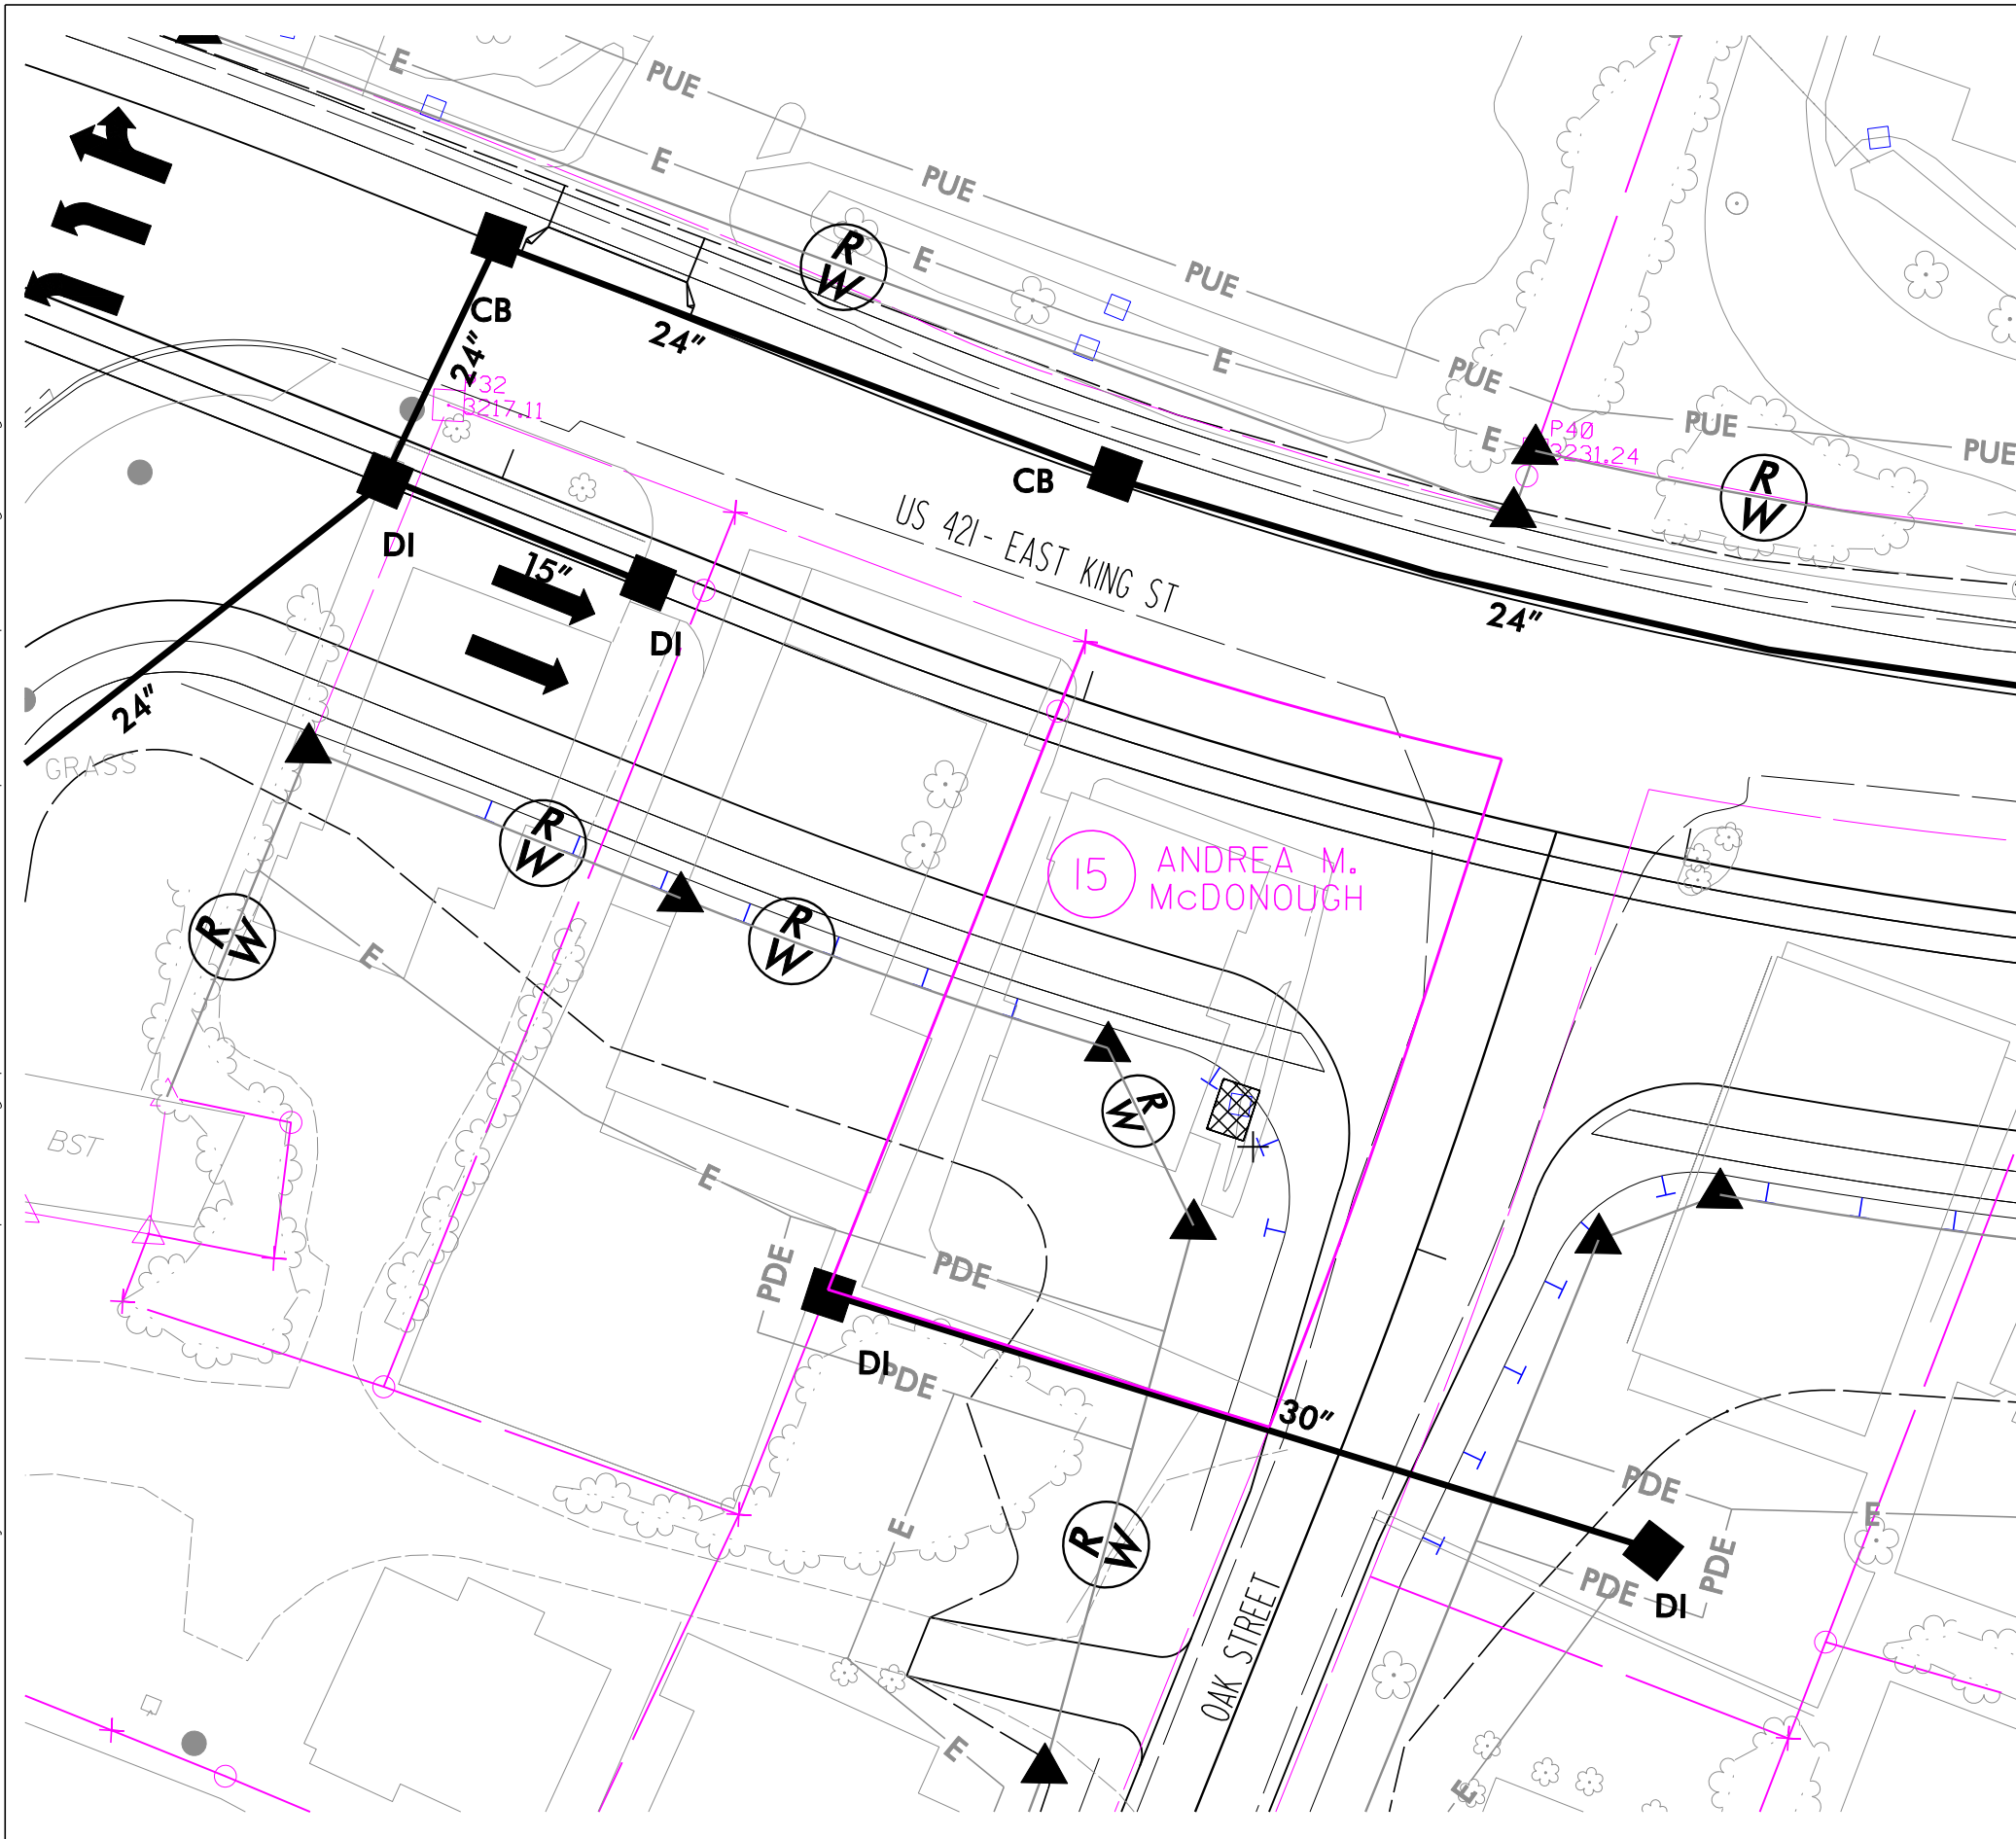 E
PUE
E
PUE
R
W
E
PUE
CB
24"
24"
E
PUE
PUE
PUE
P32
3217.11
P40
3231.24
E
R
W
CB
US 421 - EAST KING ST
DI
15"
24"
DI
24"
GRASS
R
W
15
ANDREA M.
McDONOUGH
R
W
R
W
E
R
W
BST
E
PDE
PDE
DI
PDE
30"
PDE
E
E
R
W
PDE
PDE
DI
OAK STREET
E
E